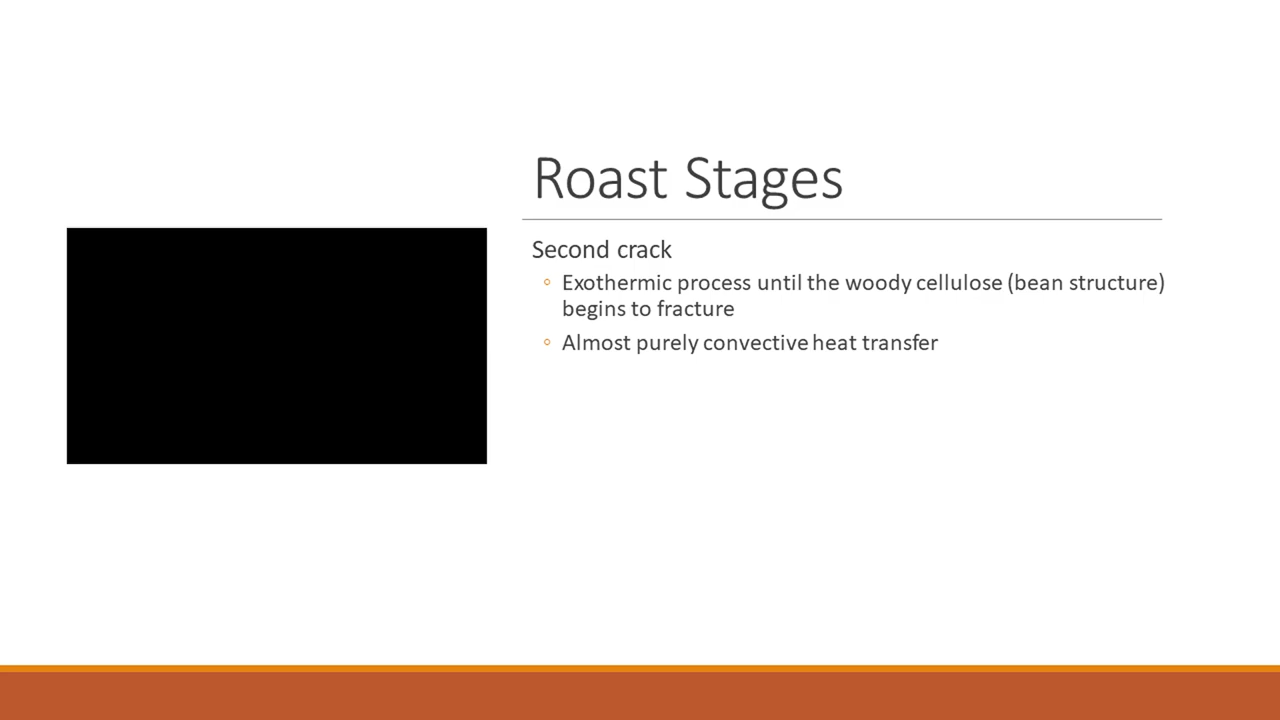 Roast Stages
Second crack
◦ Exothermic process until the woody cellulose (bean structure)
begins to fracture
◦ Almost purely convective heat transfer